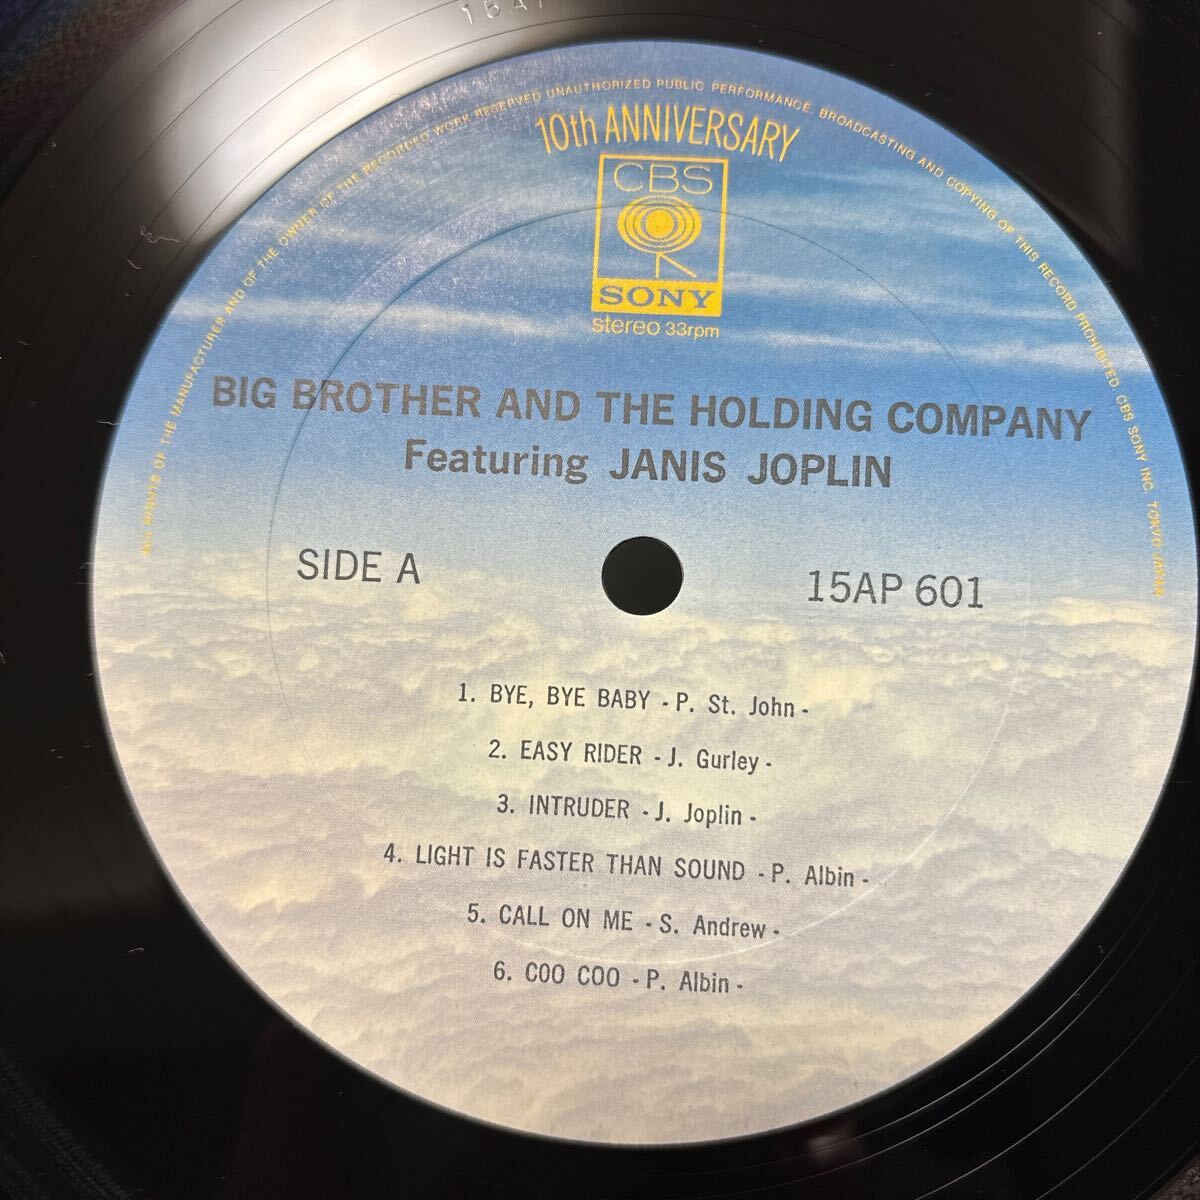 15AP
ALL RIGHTS OF THE MANUFACTURER AND OF THE OWNER OF THE RECORDED WORK RESERVED UNAUTHORIZED PUBLIC PERFORMANCE. BROADCASTING AND COPYING OF THIS RECORD PROHIBITED CBS SONY INC. TOKYO JAPAN
10th ANNIVERSARY
CBS
SONY
stereo 33rpm
BIG BROTHER AND THE HOLDING COMPANY
Featuring JANIS JOPLIN
SIDE A
15AP 601
1. BYE, BYE BABY - P. St. John -
2. EASY RIDER - J. Gurley -
3. INTRUDER - J. Joplin -
4. LIGHT IS FASTER THAN SOUND - P. Albin -
5. CALL ON ME - S. Andrew -
6. COO COO - P. Albin -